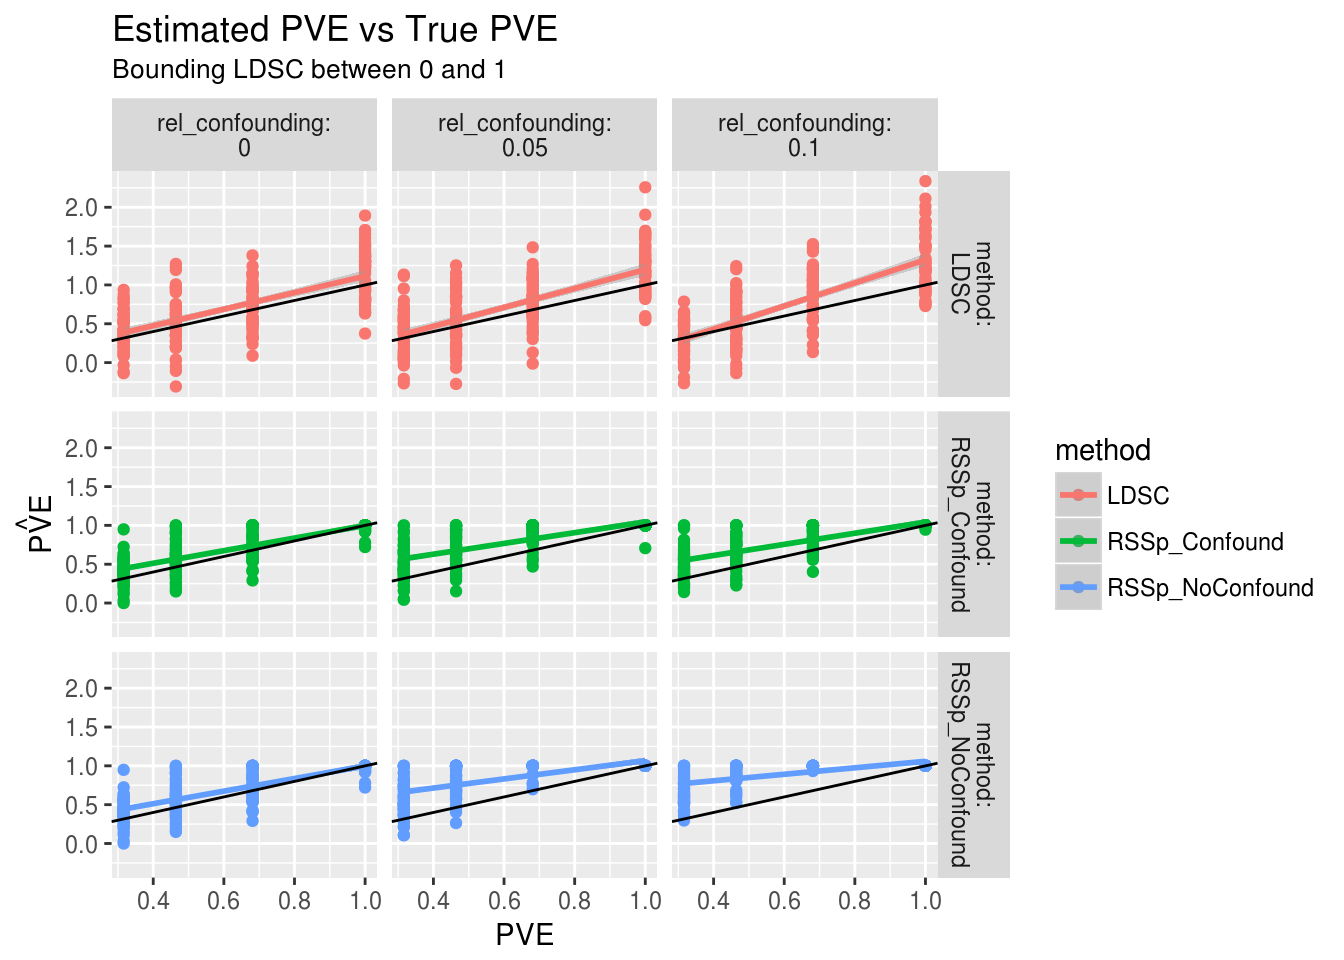 Estimated PVE vs True PVE
Bounding LDSC between 0 and 1
rel_confounding:
0
rel_confounding:
0.05
rel_confounding:
0.1
2.0
1.5
1.0
0.5
0.0
method:
LDSC
2.0
1.5
1.0
0.5
0.0
method:
RSSp_Confound
2.0
1.5
1.0
0.5
0.0
method:
RSSp_NoConfound
PV̂E
0.4 0.6 0.8 1.0
0.4 0.6 0.8 1.0
0.4 0.6 0.8 1.0
PVE
method
LDSC
RSSp_Confound
RSSp_NoConfound